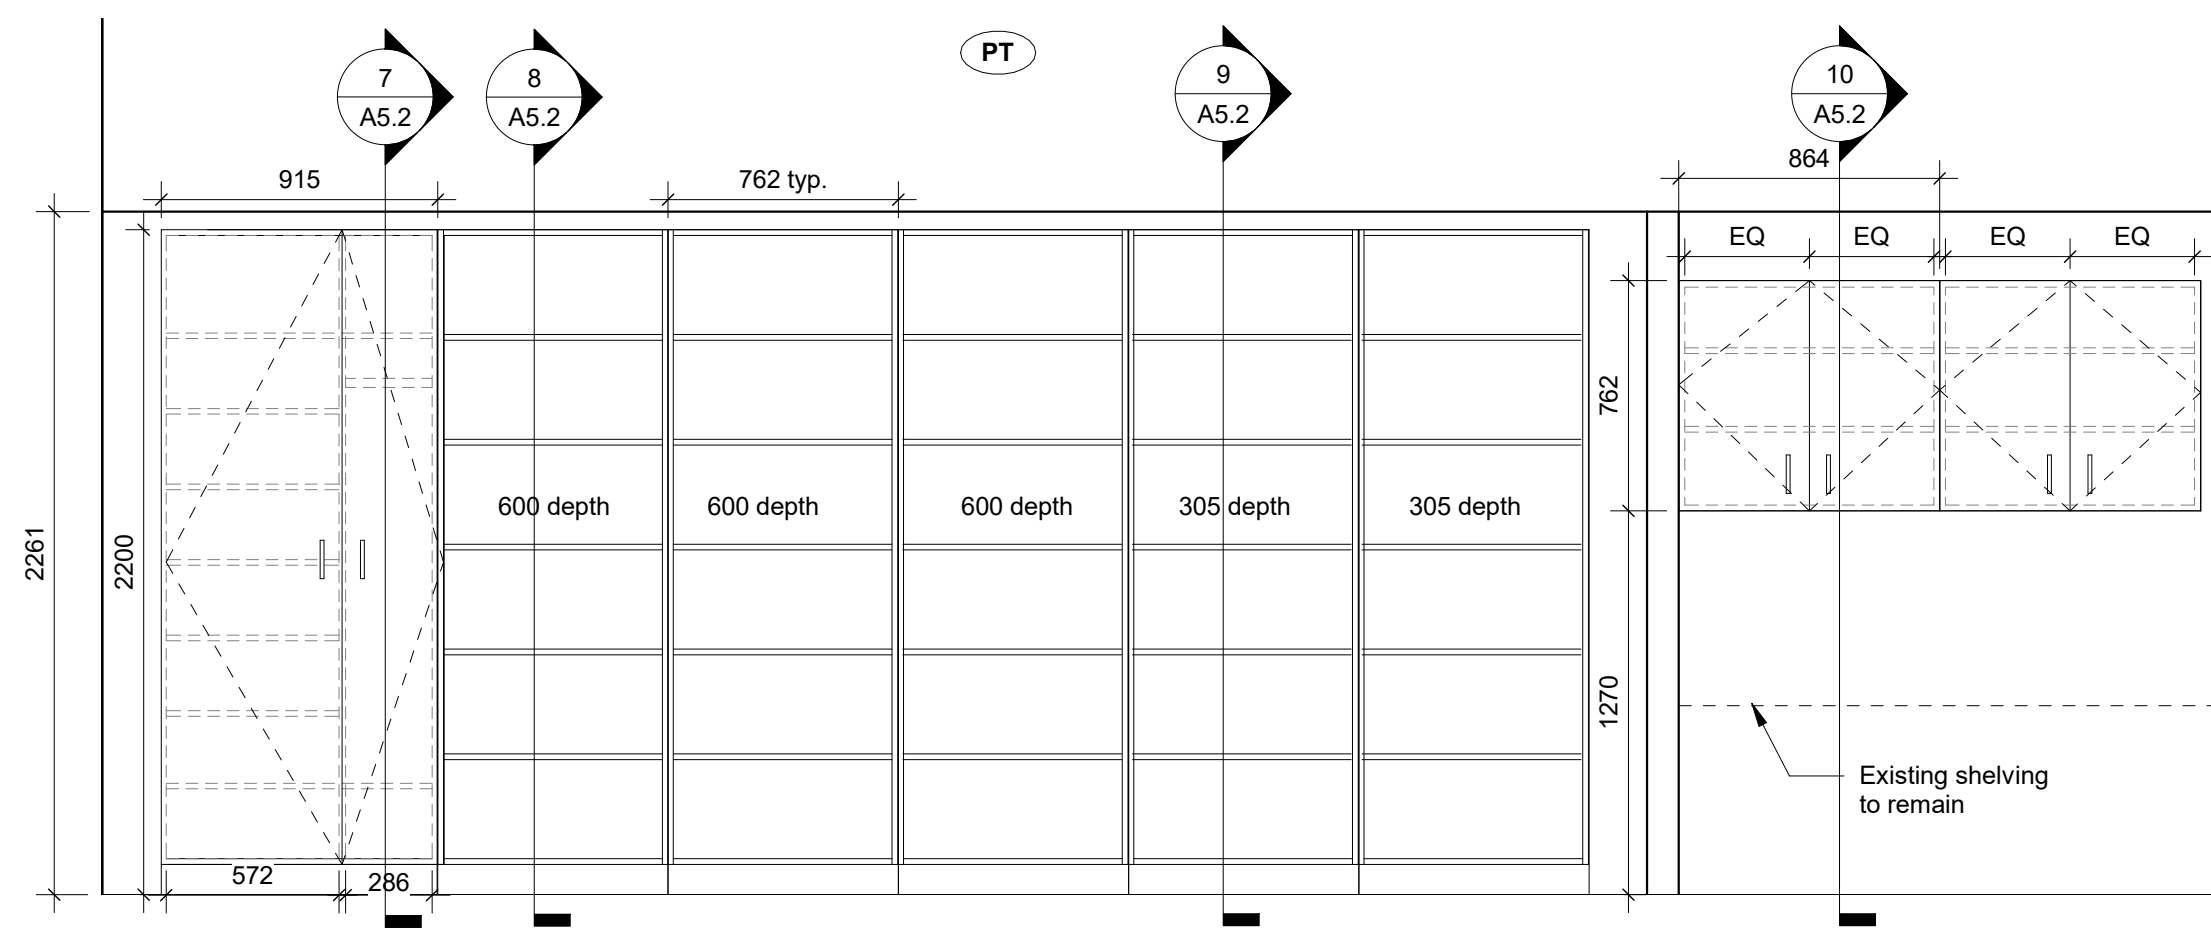 7
A5.2
8
A5.2
PT
9
A5.2
10
A5.2
915
762 typ.
864
EQ
EQ
EQ
EQ
2261
2200
762
1270
600 depth
600 depth
600 depth
305 depth
305 depth
Existing shelving
to remain
572
286